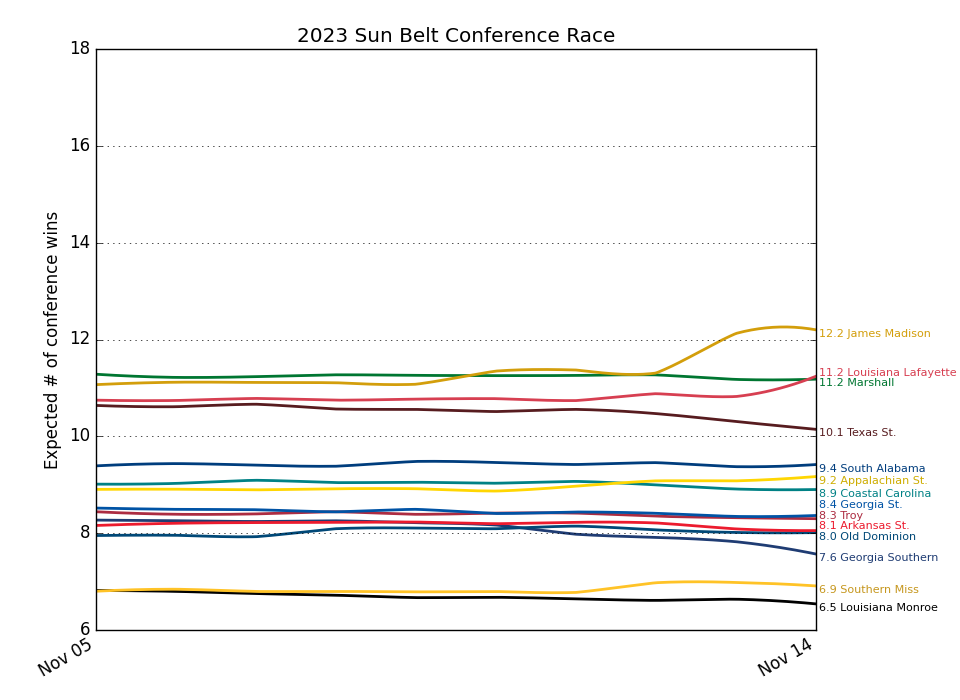 2023 Sun Belt Conference Race
Expected # of conference wins
18
16
14
12
10
8
6
Nov 05
Nov 14
12.2 James Madison
11.2 Louisiana Lafayette
11.2 Marshall
10.1 Texas St.
9.4 South Alabama
9.2 Appalachian St.
8.9 Coastal Carolina
8.4 Georgia St.
8.3 Troy
8.1 Arkansas St.
8.0 Old Dominion
7.6 Georgia Southern
6.9 Southern Miss
6.5 Louisiana Monroe